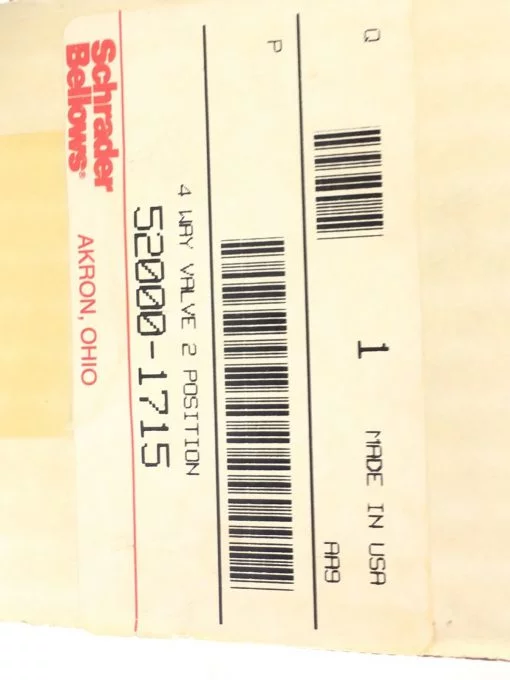 Q 1 MADE IN USA
AA9
P
4 WAY VALVE 2 POSITION
52000-1715
Schrader
Bellows® AKRON, OHIO